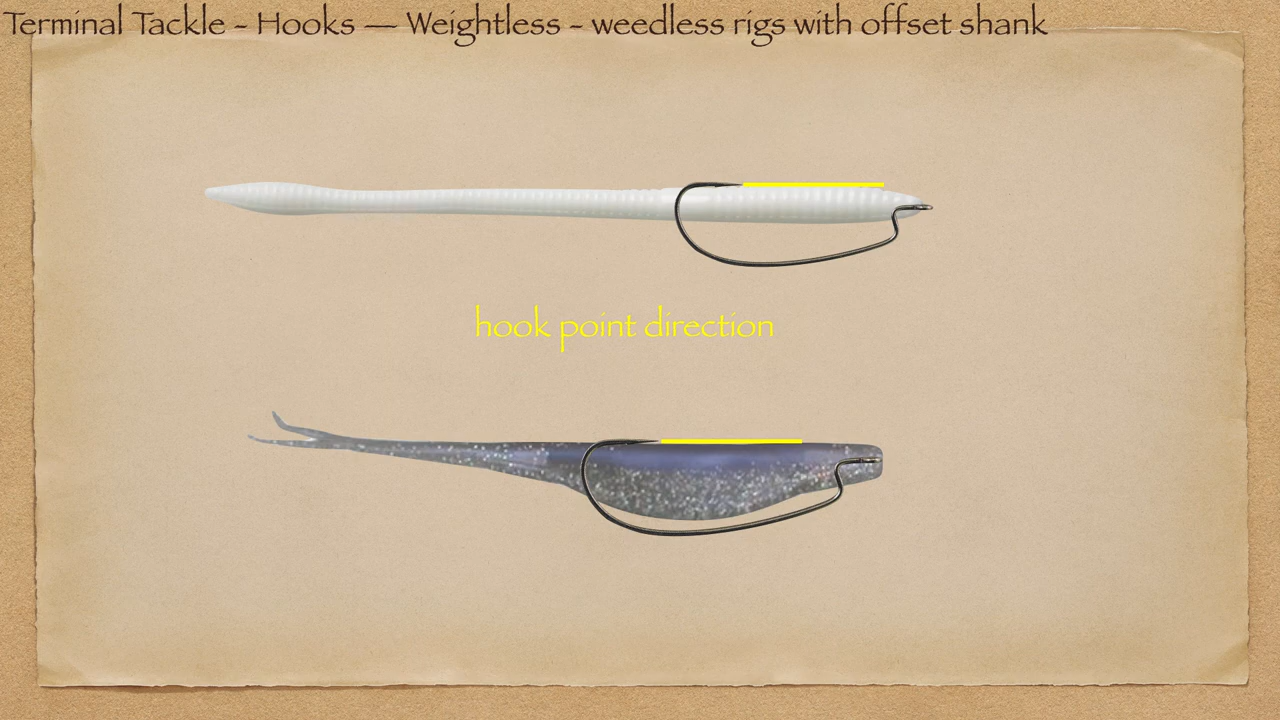 Terminal Tackle - Hooks — Weightless - weedless rigs with offset shank
hook point direction